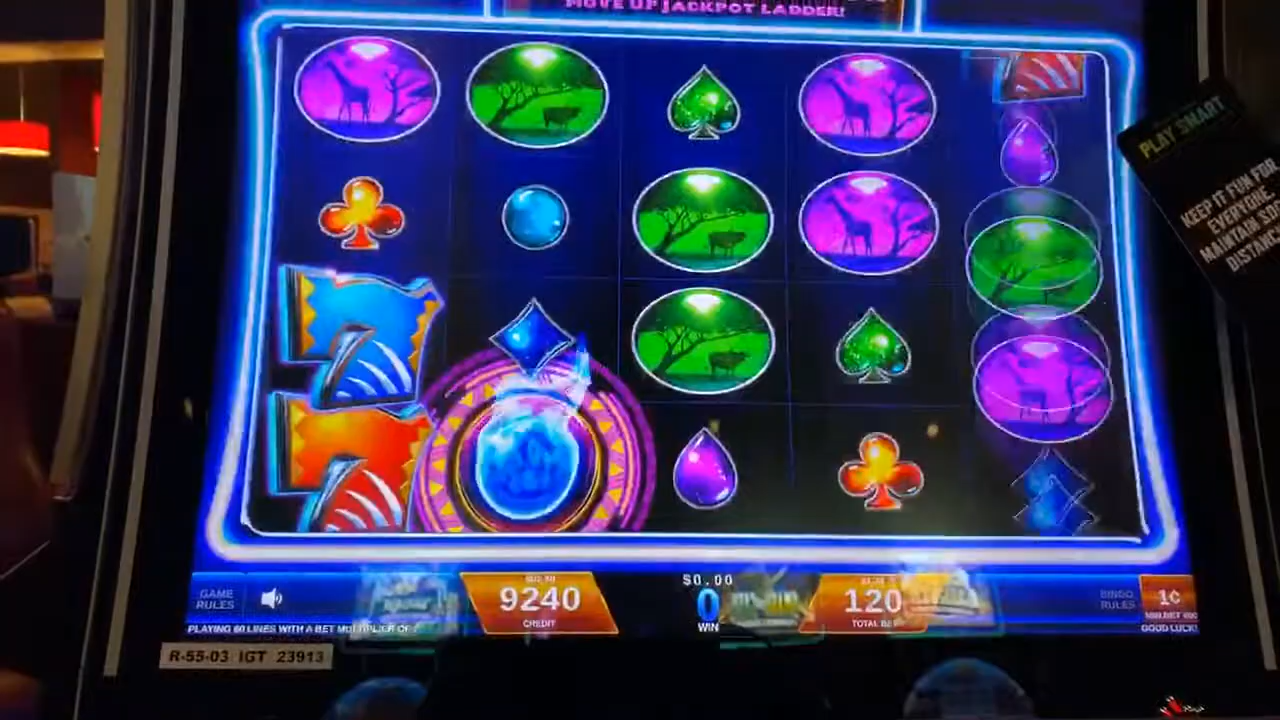 MOVE UP JACKPOT LADDER!
PLAY SMART
KEEP IT FUN FOR
EVERYONE.
MAINTAIN
DISTANC
GAME
RULES
9240
CREDIT
$0.00
0
WIN
120
TOTAL BET
BINGO
RULES
1¢
GOOD LUCK!
PLAYING 60 LINES WITH A BET MULTIPLIER OF
R-55-03 IGT 23913